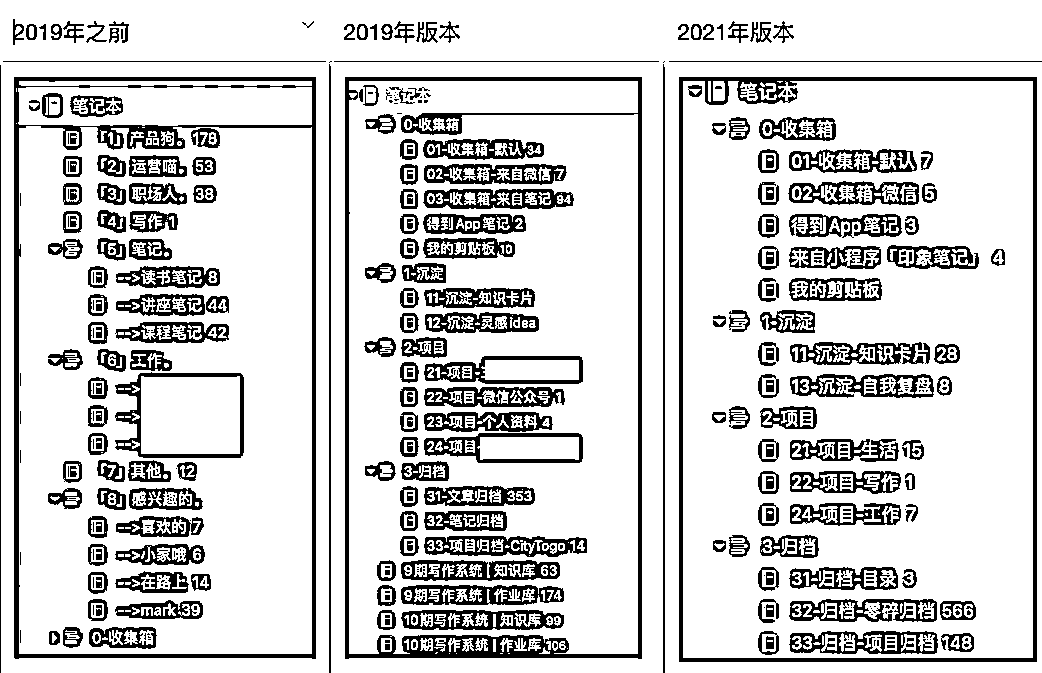 2019年之前
笔记本
「1」产品狗。178
「2」运营喵。53
「3」职场人。38
「4」写作 1
「5」笔记。
—>读书笔记 8
—>讲座笔记 44
—>课程笔记 42
「6」工作。
—>
—>
—>
「7」其他。12
「8」感兴趣的。
—>喜欢的 7
—>小家哦 6
—>在路上 14
—>mark.39
0-收集箱
2019年版本
笔记本
0-收集箱
01-收集箱-默认 34
02-收集箱-来自微信 7
03-收集箱-来自笔记 94
得到App笔记 2
我的剪贴板 10
1-沉淀
11-沉淀-知识卡片
12-沉淀-灵感idea
2-项目
21-项目-
22-项目-微信公众号 1
23-项目-个人资料 4
24-项目
3-归档
31-文章归档 353
32-笔记归档
33-项目归档-CityTogo 14
9期写作系统 | 知识库 63
9期写作系统 | 作业库 174
10期写作系统 | 知识库 99
10期写作系统 | 作业库 106
2021年版本
笔记本
0-收集箱
01-收集箱-默认 7
02-收集箱-微信 5
得到App笔记 3
来自小程序「印象笔记」 4
我的剪贴板
1-沉淀
11-沉淀-知识卡片 28
13-沉淀-自我复盘 8
2-项目
21-项目-生活 15
22-项目-写作 1
24-项目-工作 7
3-归档
31-归档-目录 3
32-归档-零碎归档 566
33-归档-项目归档 148